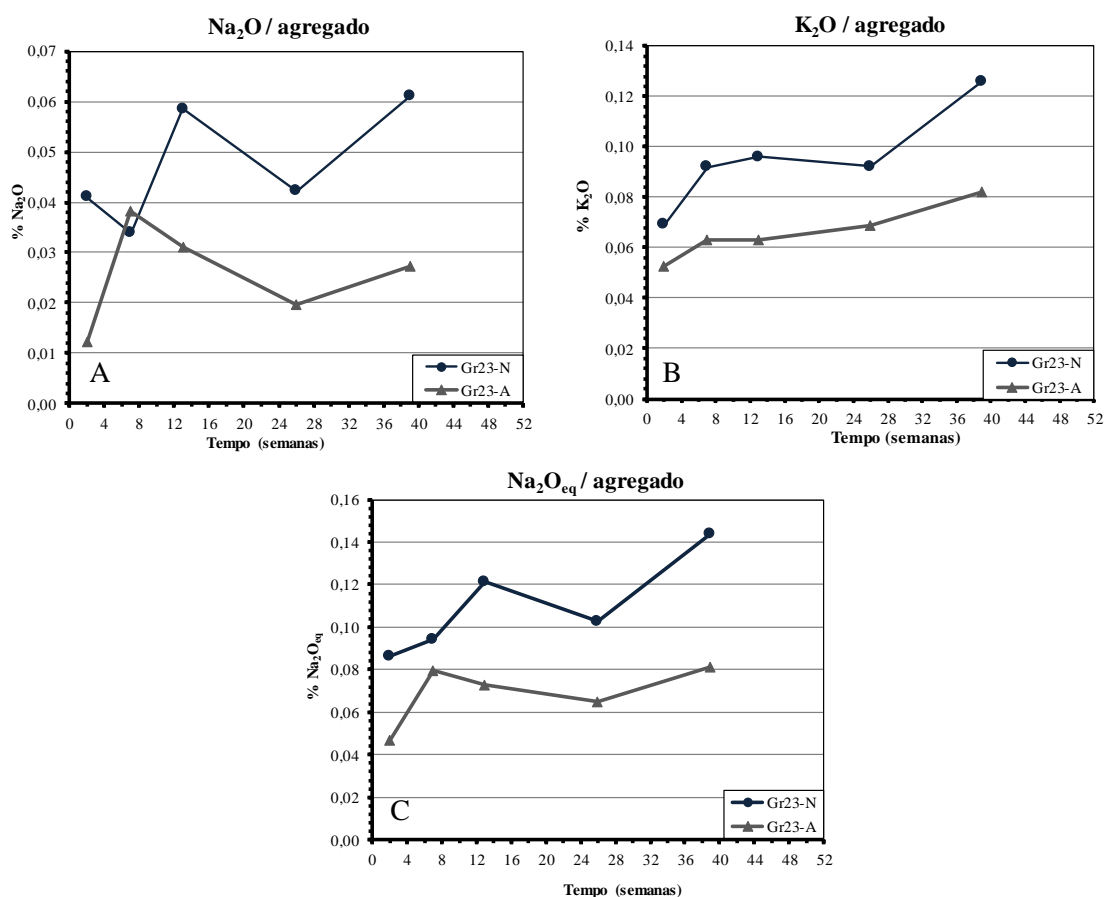 Na₂O / agregado
0,07
0,06
0,05
0,04
0,03
0,02
0,01
0,00
% Na₂O
A
Gr23-N
Gr23-A
0 4 8 12 16 20 24 28 32 36 40 44 48 52
Tempo (semanas)
K₂O / agregado
0,14
0,12
0,10
0,08
0,06
0,04
0,02
0,00
% K₂O
B
Gr23-N
Gr23-A
0 4 8 12 16 20 24 28 32 36 40 44 48 52
Tempo (semanas)
Na₂Oeq / agregado
0,16
0,14
0,12
0,10
0,08
0,06
0,04
0,02
0,00
% Na₂Oeq
C
Gr23-N
Gr23-A
0 4 8 12 16 20 24 28 32 36 40 44 48 52
Tempo (semanas)